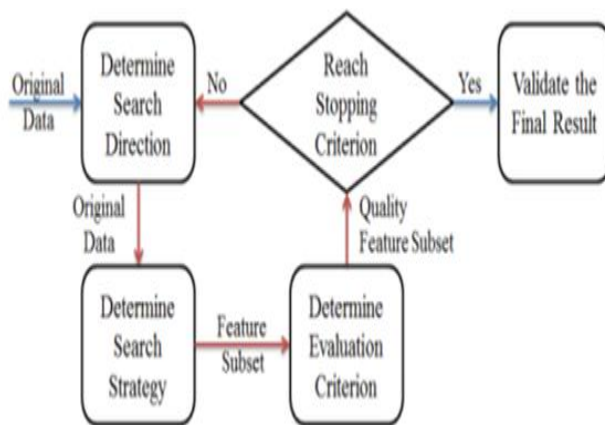 Original
Data
Determine
Search
Direction
No
Reach
Stopping
Criterion
Yes
Validate the
Final Result
Original
Data
Quality
Feature Subset
Determine
Search
Strategy
Feature
Subset
Determine
Evaluation
Criterion